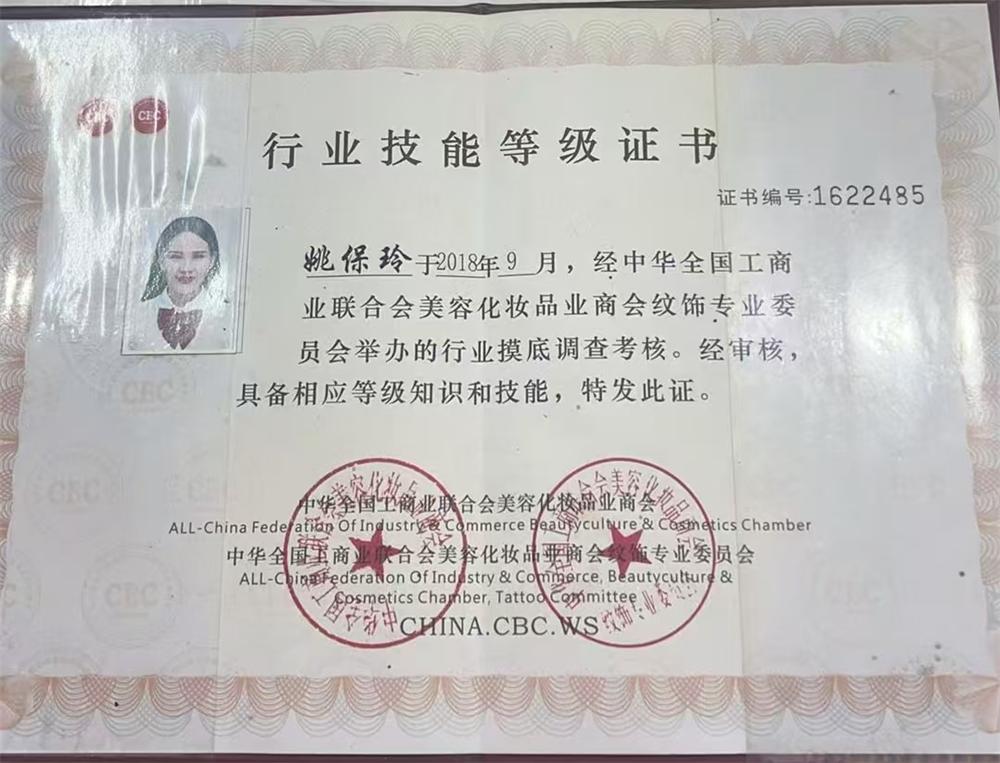 CBC CBC
行业技能等级证书
证书编号:1622485
姚保玲于2018年9月，经中华全国工商
业联合会美容化妆品业商会纹饰专业委
员会举办的行业摸底调查考核。经审核，
具备相应等级知识和技能，特发此证。
中华全国工商业联合会美容化妆品业商会
ALL-China Federation Of Industry & Commerce Beautyculture & Cosmetics Chamber
中华全国工商业联合会美容化妆品业商会纹饰专业委员会
ALL-China Federation Of Industry & Commerce, Beautyculture &
Cosmetics Chamber, Tattoo Committee
CHINA.CBC.WS